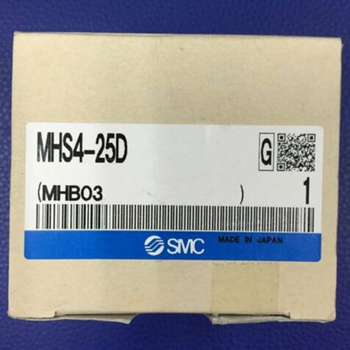 MHS4-25D
G
(MHB03 ) 1
SMC MADE IN JAPAN